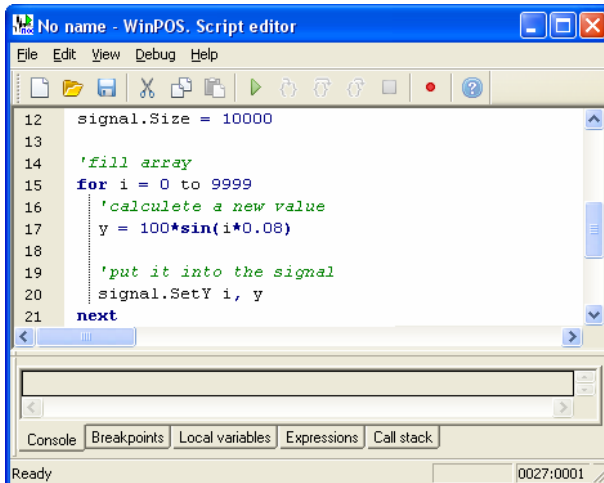 No name - WinPOS. Script editor
File Edit View Debug Help
12 signal.Size = 10000
13
14 'fill array
15 for i = 0 to 9999
16 'calculete a new value
17 y = 100*sin(i*0.08)
18
19 'put it into the signal
20 signal.SetY i, y
21 next
Console Breakpoints Local variables Expressions Call stack
Ready 0027:0001